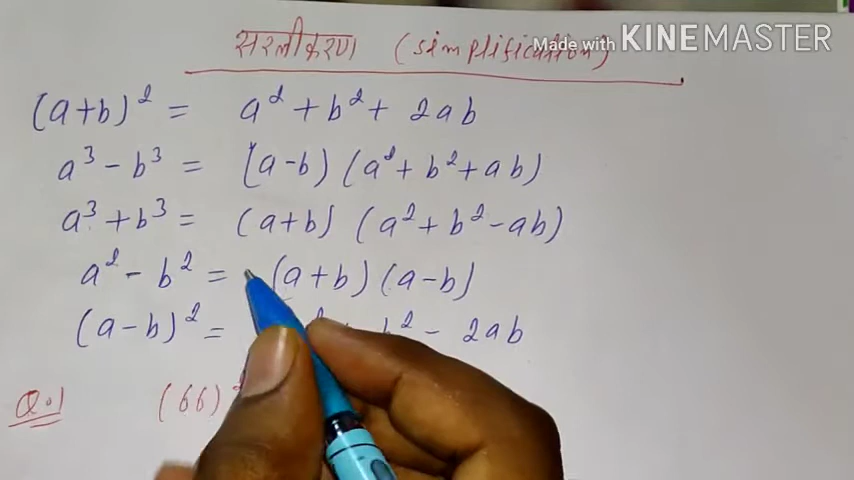 सरलीकरण (simplification)
Made with KINEMASTER
(a+b)² = a² + b² + 2ab
a³ - b³ = (a-b) (a² + b² + ab)
a³ + b³ = (a+b) (a² + b² - ab)
a² - b² = (a+b) (a-b)
(a-b)² = b² - 2ab
Q.1 (66)²